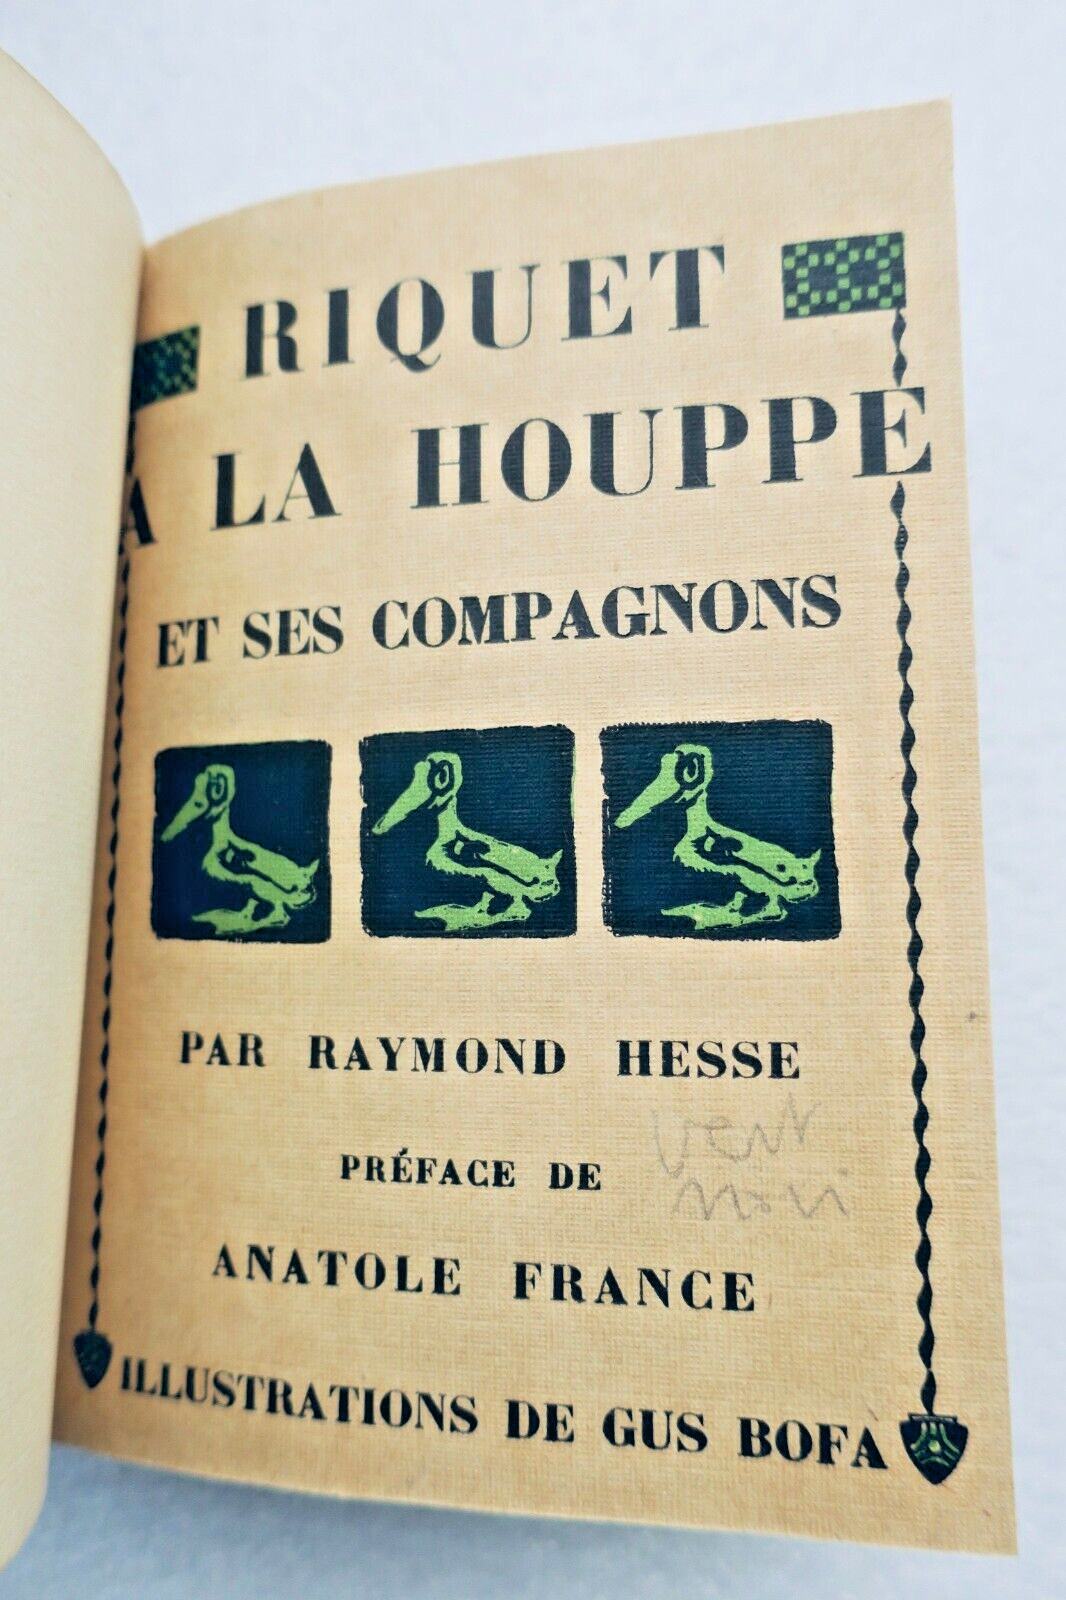 RIQUET
A LA HOUPPE
ET SES COMPAGNONS
PAR RAYMOND HESSE
PRÉFACE DE
ANATOLE FRANCE
ILLUSTRATIONS DE GUS BOFA